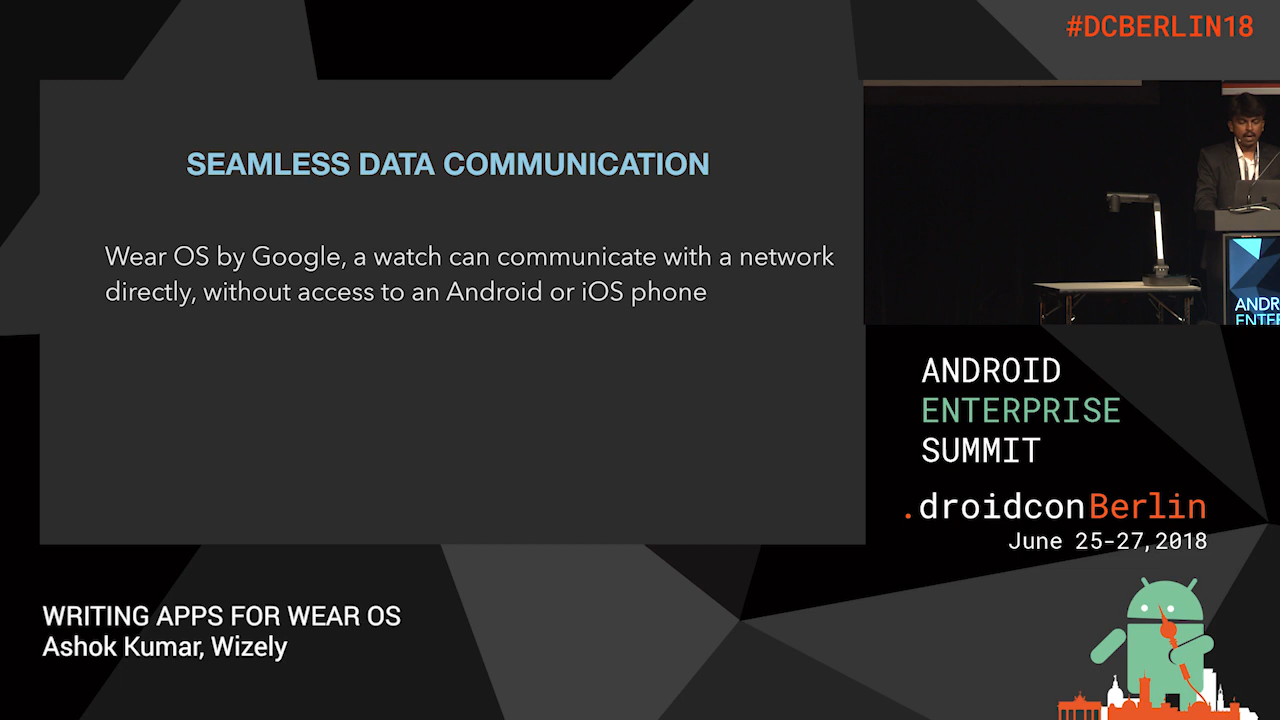 #DCBERLIN18
SEAMLESS DATA COMMUNICATION
Wear OS by Google, a watch can communicate with a network
directly, without access to an Android or iOS phone
ANDROID
ENTERPRISE
SUMMIT
.droidconBerlin
June 25-27, 2018
WRITING APPS FOR WEAR OS
Ashok Kumar, Wizely